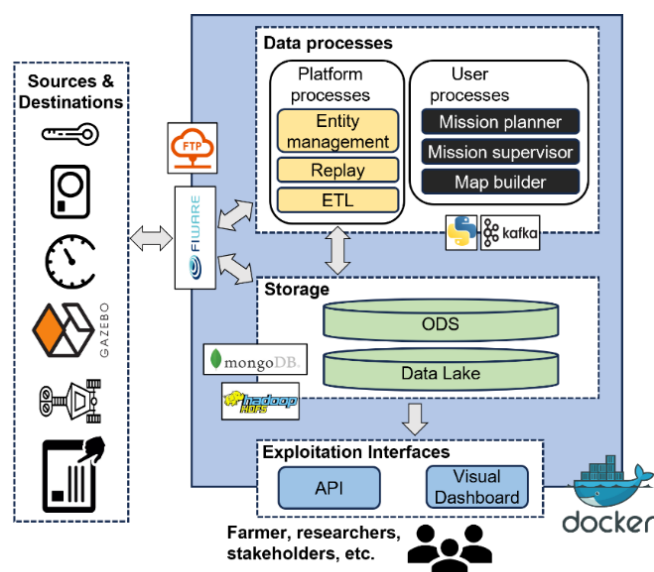 Sources &
Destinations
GAZEBO
FTP
FIWARE
Data processes
Platform
processes
Entity
management
Replay
ETL
User
processes
Mission planner
Mission supervisor
Map builder
kafka
Storage
ODS
Data Lake
mongoDB.
hadoop
HDFS
Exploitation Interfaces
API
Visual
Dashboard
docker
Farmer, researchers,
stakeholders, etc.